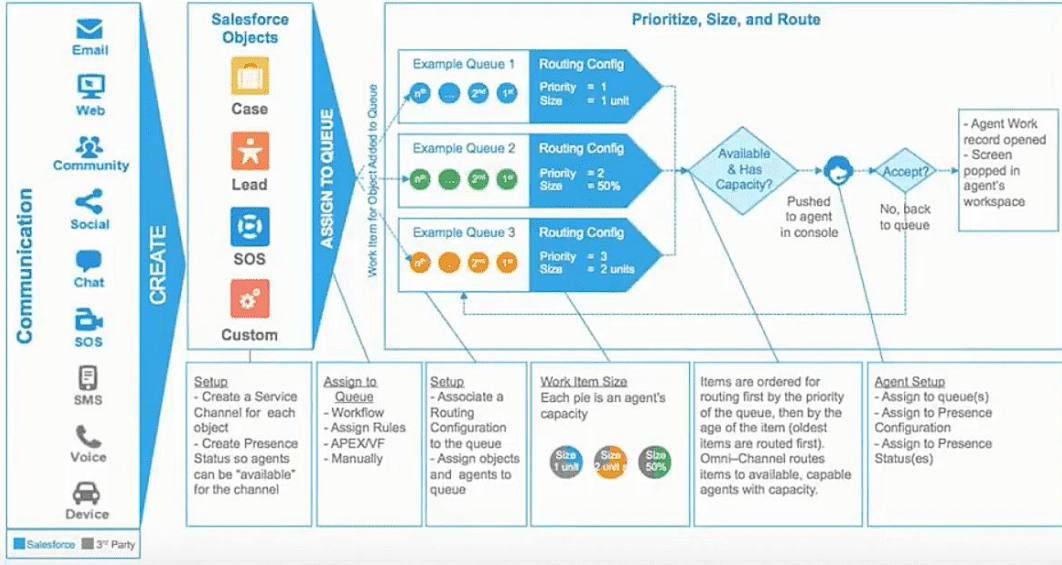 Communication
Email
Web
Community
Social
Chat
SOS
SMS
Voice
Device
Salesforce
3rd Party
CREATE
Salesforce
Objects
Case
Lead
SOS
Custom
ASSIGN TO QUEUE
Work Item for Object Added to Queue
Prioritize, Size, and Route
Example Queue 1
nth ... 2nd 1st
Routing Config
Priority = 1
Size = 1 unit
Example Queue 2
nth ... 2nd 1st
Routing Config
Priority = 2
Size = 50%
Example Queue 3
nth ... 2nd 1st
Routing Config
Priority = 3
Size = 2 units
Available
& Has
Capacity?
Pushed
to agent
in console
Accept?
No, back
to queue
- Agent Work
record opened
- Screen
popped in
agent's
workspace
Setup
- Create a Service
Channel for each
object
- Create Presence
Status so agents
can be "available"
for the channel
Assign to
Queue
- Workflow
- Assign Rules
- APEX/VF
- Manually
Setup
- Associate a
Routing
Configuration
to the queue
- Assign objects
and agents to
queue
Work Item Size
Each pie is an agent's
capacity
Size
1 unit
Size
2 unit s
Size
50%
Items are ordered for
routing first by the priority
of the queue, then by the
age of the item (oldest
items are routed first).
Omni-Channel routes
items to available, capable
agents with capacity.
Agent Setup
- Assign to queue(s)
- Assign to Presence
Configuration
- Assign to Presence
Status(es)